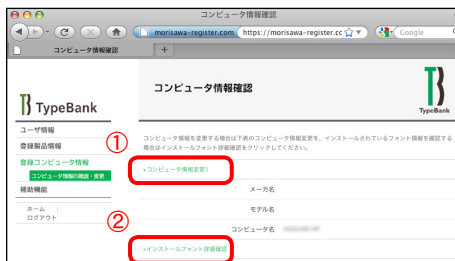 コンピュータ情報確認
morisawa-register.com
https://morisawa-register.cc
Google
コンピュータ情報確認
+
TypeBank
コンピュータ情報確認
TypeBank
ユーザ情報
登録製品情報
登録コンピュータ情報
コンピュータ情報の確認・変更
補助機能
ホーム
ログアウト
①
コンピュータ情報を変更する場合は下表のコンピュータ情報変更を、インストールされているフォント情報を確認する
場合はインストールフォント詳細確認をクリックしてください。
»コンピュータ情報変更1
メーカ名
モデル名
コンピュータ名
②
»インストールフォント詳細確認